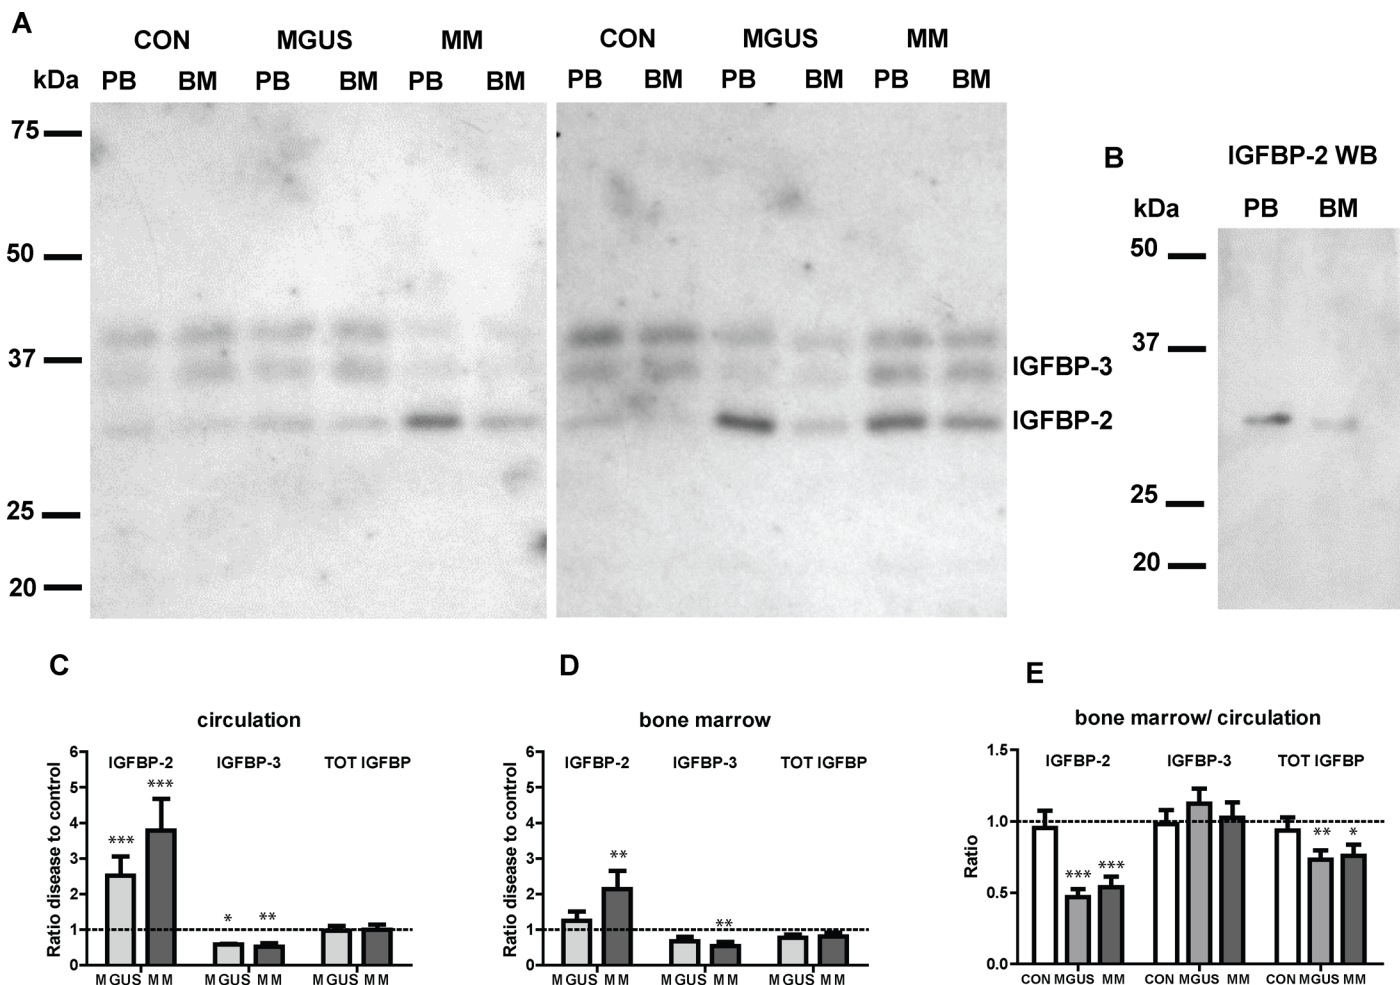 A
CON MGUS MM CON MGUS MM
kDa PB BM PB BM PB BM PB BM PB BM PB BM
75
50
37
25
20
IGFBP-3
IGFBP-2
B
IGFBP-2 WB
kDa PB BM
50
37
25
20
C
circulation
Ratio disease to control
6
5
4
3
2
1
0
IGFBP-2 IGFBP-3 TOT IGFBP
*** *** * **
MGUS MM MGUS MM MGUS MM
D
bone marrow
Ratio disease to control
6
5
4
3
2
1
0
IGFBP-2 IGFBP-3 TOT IGFBP
** **
MGUS MM MGUS MM MGUS MM
E
bone marrow/ circulation
Ratio
1.5
1.0
0.5
0.0
IGFBP-2 IGFBP-3 TOT IGFBP
*** *** ** *
CON MGUS MM CON MGUS MM CON MGUS MM